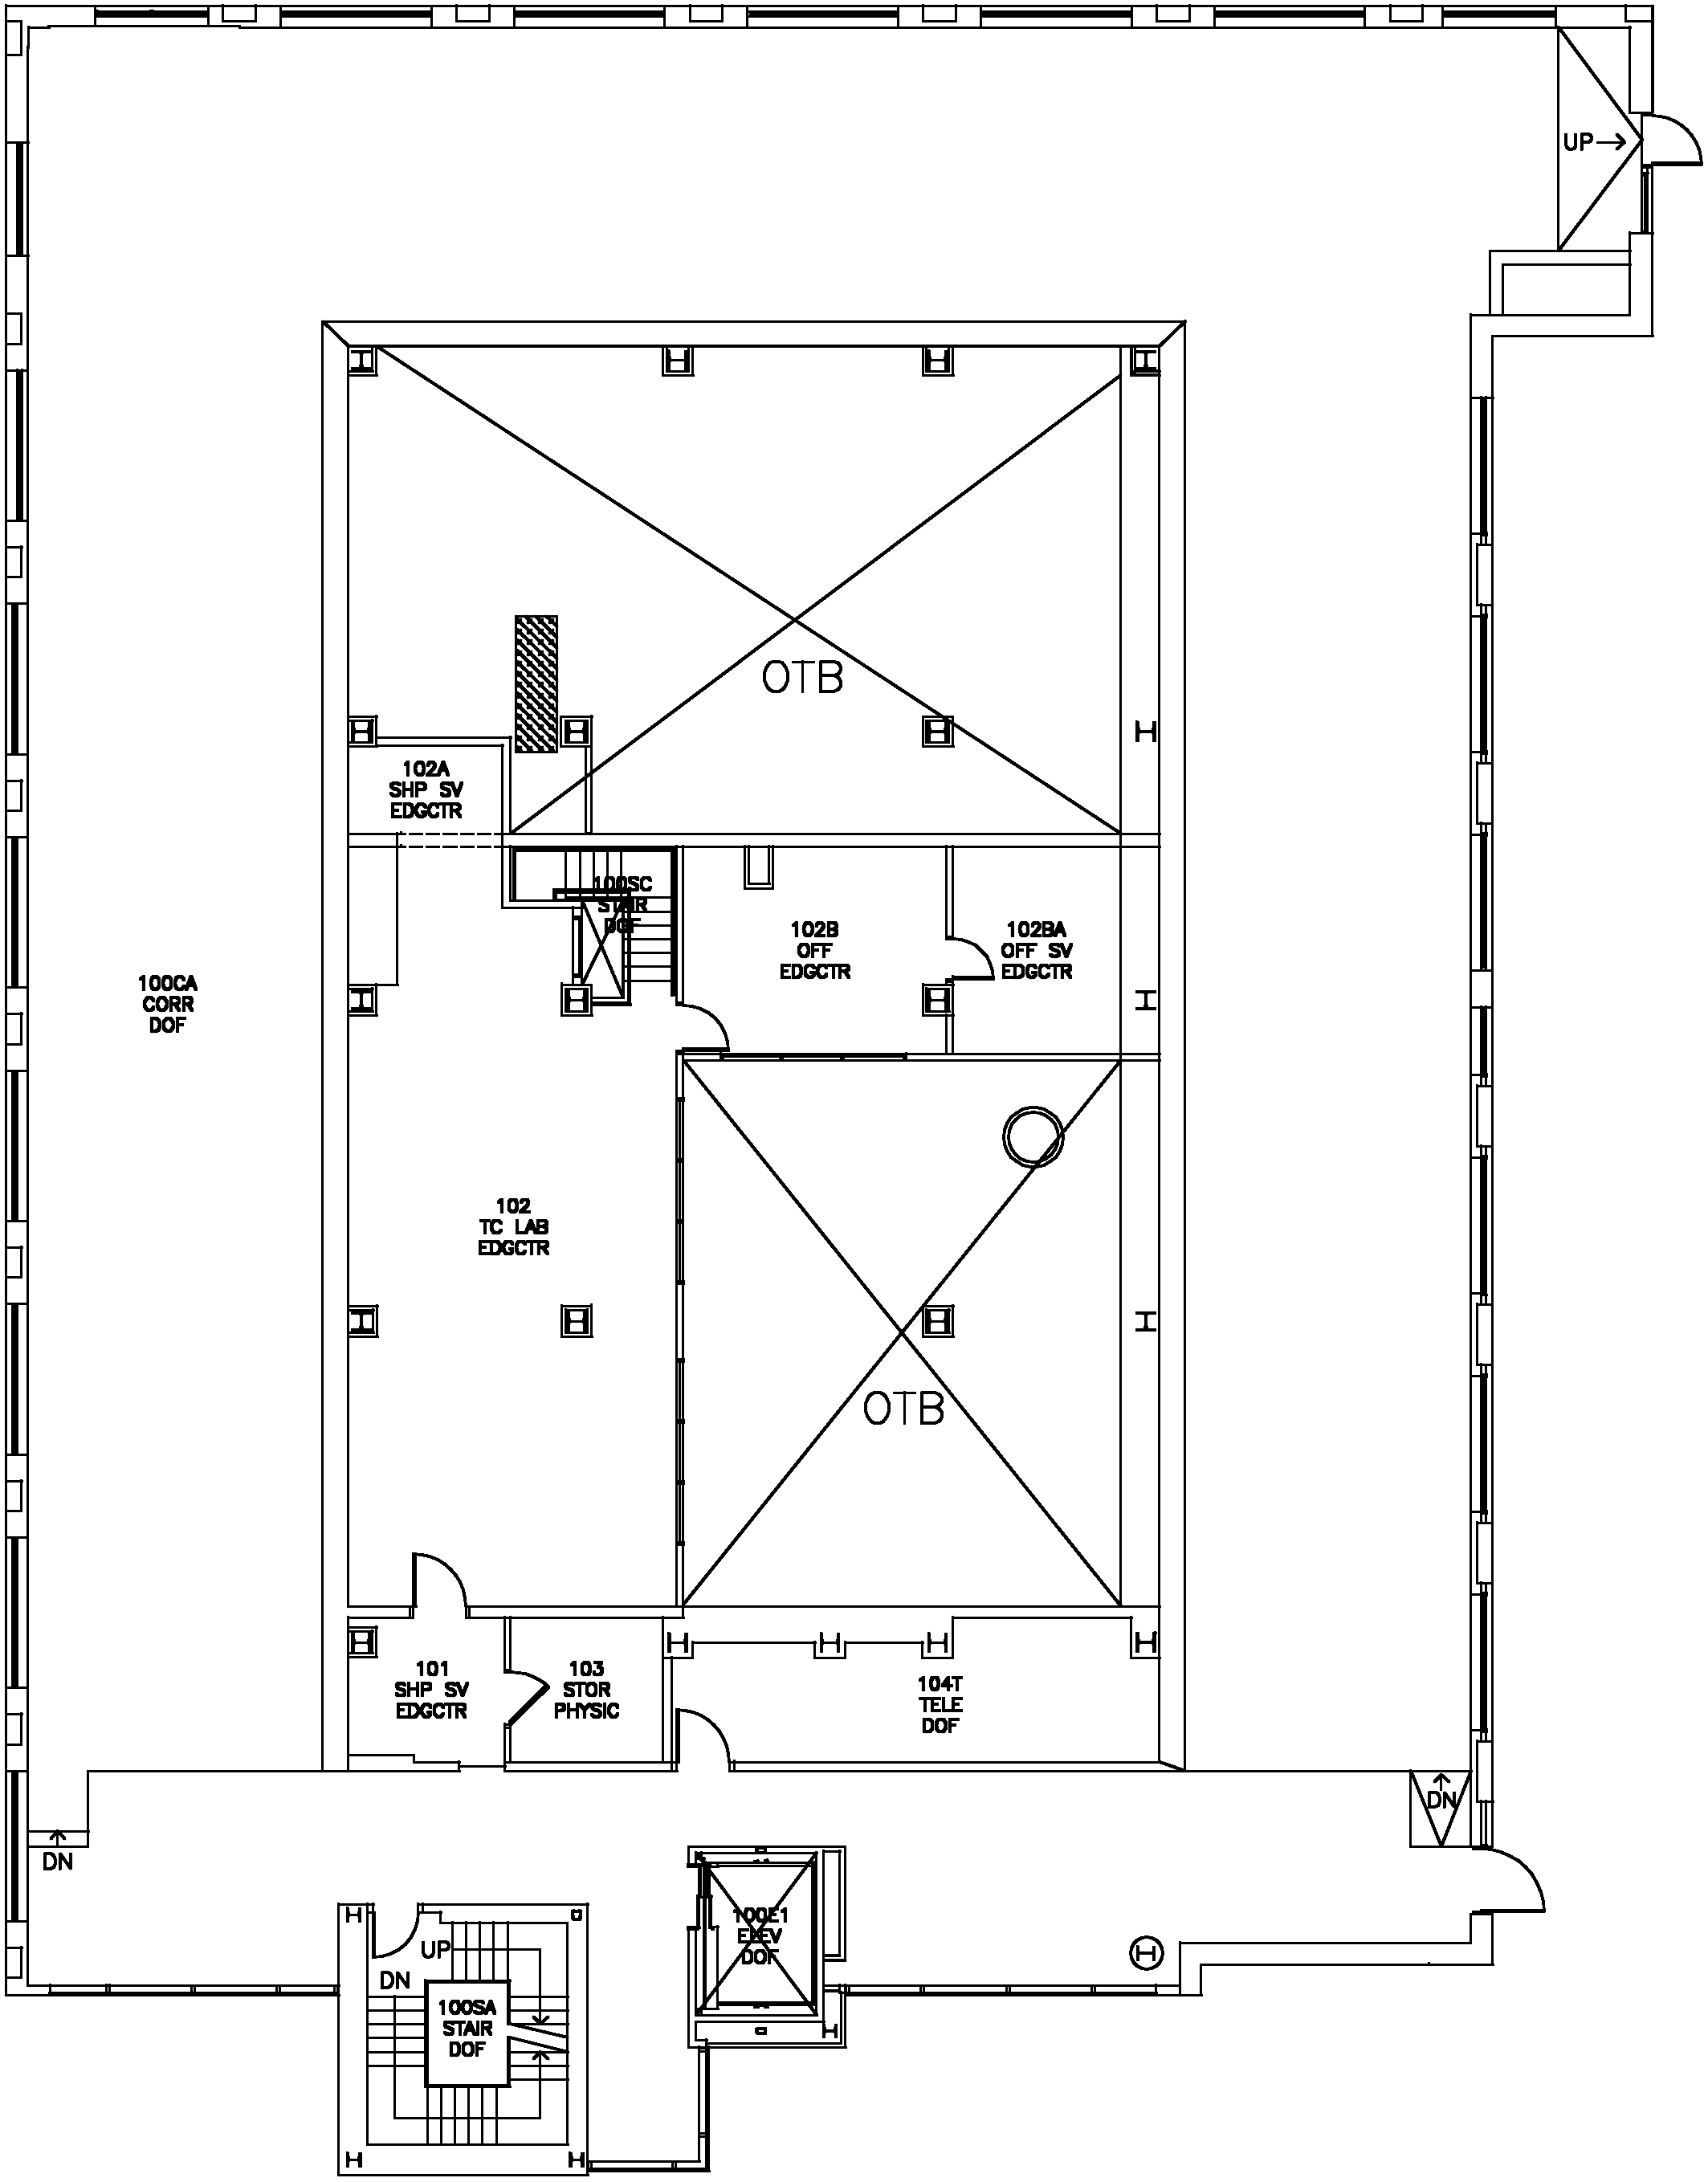 UP
OTB
102A
SHP SV
EDGCTR
100SC
STAIR
DOF
102B
OFF
EDGCTR
102BA
OFF SV
EDGCTR
100CA
CORR
DOF
102
TC LAB
EDGCTR
OTB
101
SHP SV
EDGCTR
103
STOR
PHYSIC
104T
TELE
DOF
DN
DN
100E1
ELEV
DOF
UP
DN
100SA
STAIR
DOF